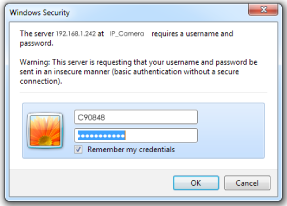 Windows Security
The server 192.168.1.242 at IP_Camera requires a username and
password.
Warning: This server is requesting that your username and password be
sent in an insecure manner (basic authentication without a secure
connection).
C90848
●●●●●●●●●●●
Remember my credentials
OK
Cancel